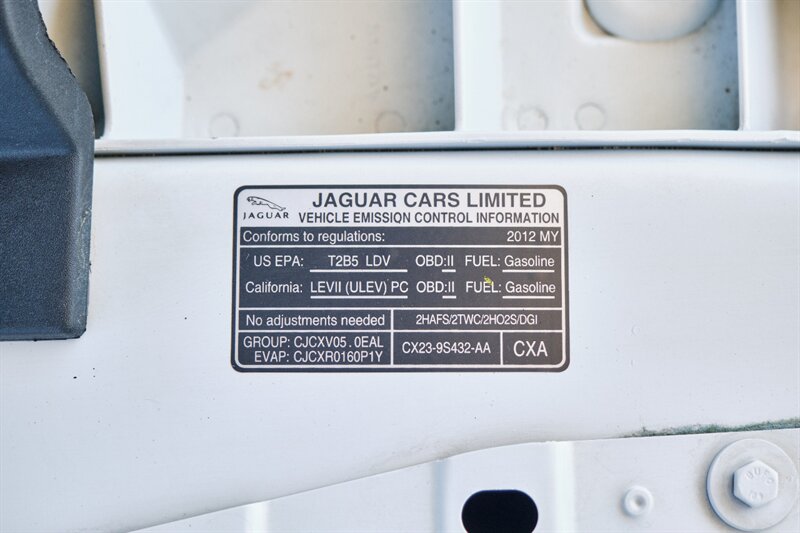 JAGUAR
JAGUAR CARS LIMITED
VEHICLE EMISSION CONTROL INFORMATION
Conforms to regulations: 2012 MY
US EPA: T2B5 LDV OBD:II FUEL: Gasoline
California: LEVII (ULEV) PC OBD:II FUEL: Gasoline
No adjustments needed 2HAFS/2TWC/2HO2S/DGI
GROUP: CJCXV05.0EAL
EVAP: CJCXR0160P1Y
CX23-9S432-AA CXA